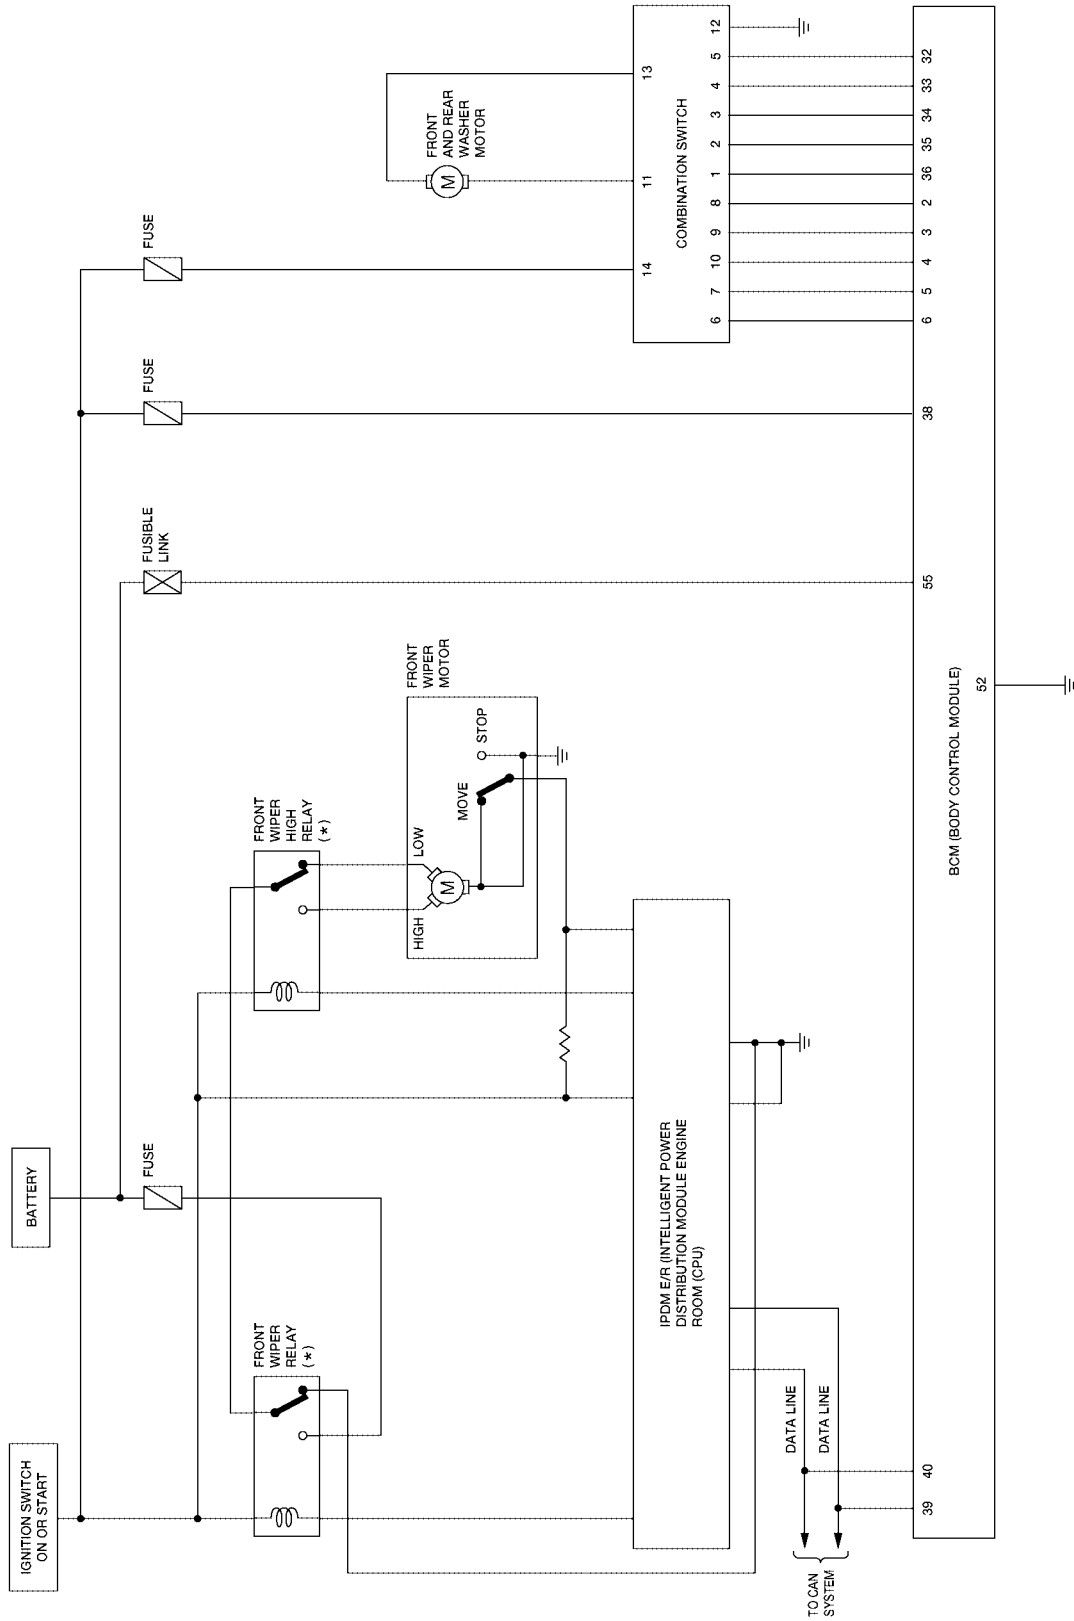 IGNITION SWITCH
ON OR START
BATTERY
FUSE
FUSIBLE
LINK
FUSE
FUSE
FRONT
WIPER
RELAY
(*)
FRONT
WIPER
HIGH
RELAY
(*)
FRONT
WIPER
MOTOR
HIGH
LOW
M
MOVE
STOP
FRONT
AND REAR
WASHER
MOTOR
M
IPDM E/R (INTELLIGENT POWER
DISTRIBUTION MODULE ENGINE
ROOM (CPU)
14
11
13
COMBINATION SWITCH
6
7
10
9
8
1
2
3
4
5
12
DATA LINE
DATA LINE
TO CAN
SYSTEM
39
40
55
38
6
5
4
3
2
36
35
34
33
32
BCM (BODY CONTROL MODULE)
52